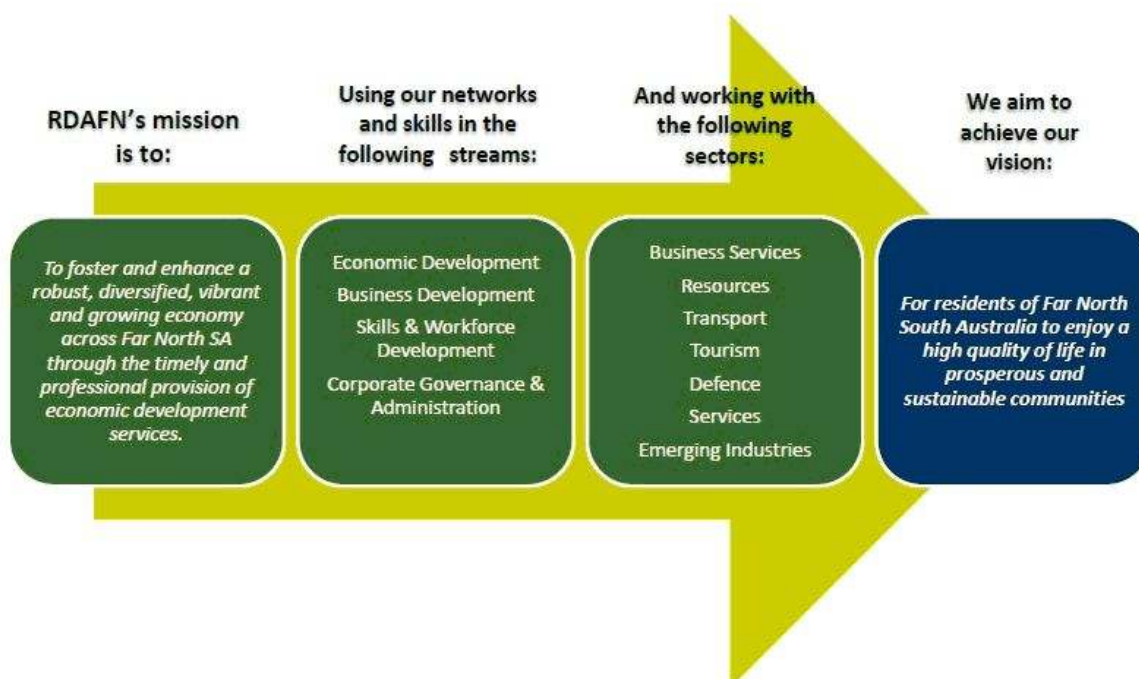 RDAFN's mission
is to:
To foster and enhance a
robust, diversified, vibrant
and growing economy
across Far North SA
through the timely and
professional provision of
economic development
services.
Using our networks
and skills in the
following streams:
Economic Development
Business Development
Skills & Workforce
Development
Corporate Governance &
Administration
And working with
the following
sectors:
Business Services
Resources
Transport
Tourism
Defence
Services
Emerging Industries
We aim to
achieve our
vision:
For residents of Far North
South Australia to enjoy a
high quality of life in
prosperous and
sustainable communities